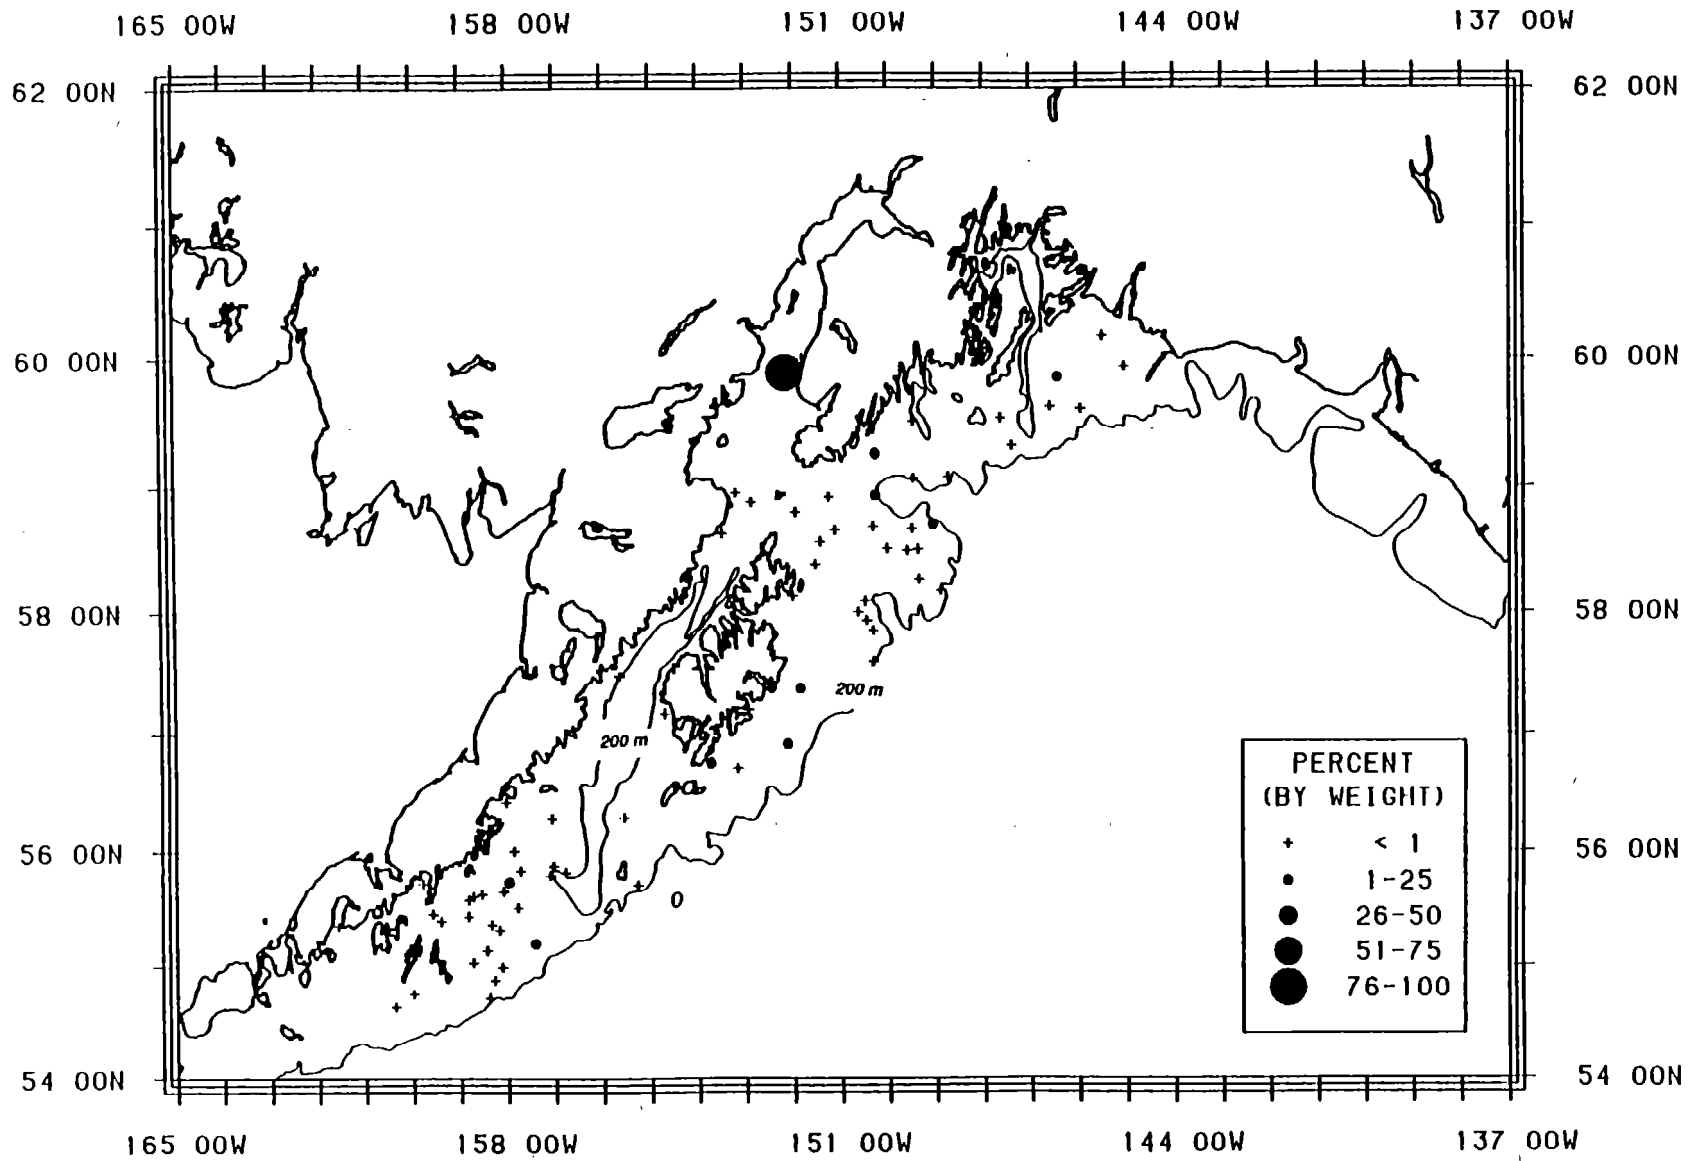 165 00W 158 00W 151 00W 144 00W 137 00W
62 00N 62 00N
60 00N 60 00N
58 00N 58 00N
200 m
200 m
PERCENT
(BY WEIGHT)
+ < 1
1-25
26-50
51-75
76-100
56 00N 56 00N
54 00N 54 00N
165 00W 158 00W 151 00W 144 00W 137 00W